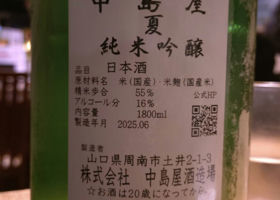 中島屋
夏
純米吟醸
品目 日本酒
原材料名 米(国産)・米麹(国産米)
精米歩合 55%
公式HP
アルコール分 16%
内容量 1800ml
製造年月 2025.06
製造者
山口県周南市土井2-1-3
株式会社 中島屋酒造場
☆お酒は20歳になってから。